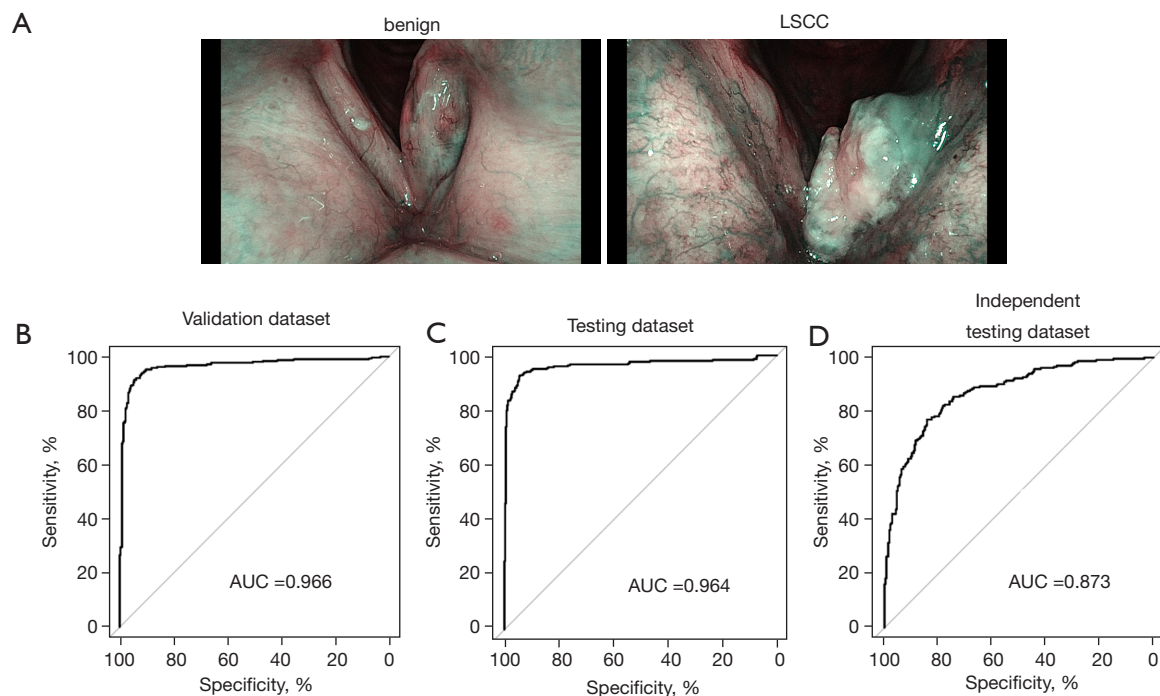 A
benign
LSCC
B
Validation dataset
100
80
60
40
20
0
Sensitivity, %
AUC =0.966
100 80 60 40 20 0
Specificity, %
C
Testing dataset
100
80
60
40
20
0
Sensitivity, %
AUC =0.964
100 80 60 40 20 0
Specificity, %
D
Independent
testing dataset
100
80
60
40
20
0
Sensitivity, %
AUC =0.873
100 80 60 40 20 0
Specificity, %